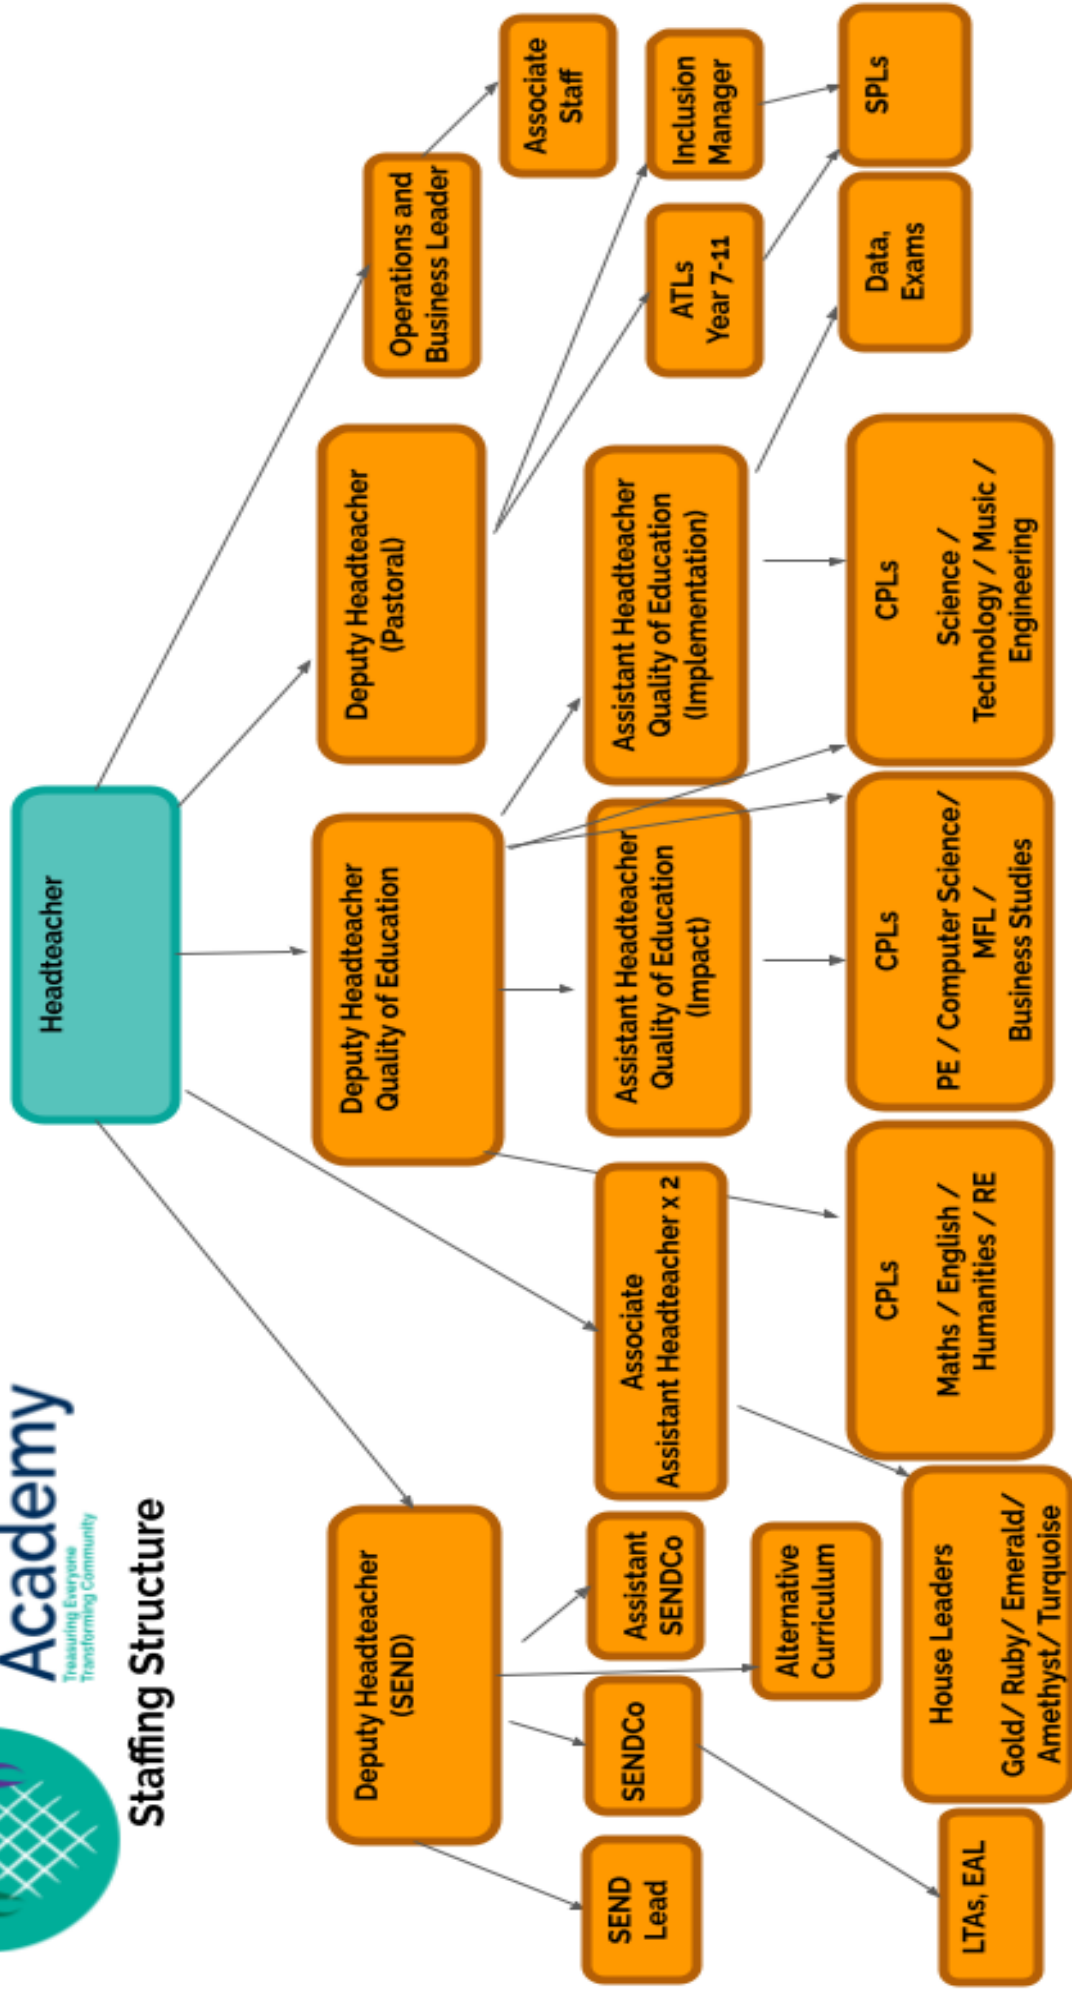 Academy
Treasuring Everyone
Transforming Community
Staffing Structure
Headteacher
Deputy Headteacher
(SEND)
Deputy Headteacher
Quality of Education
Deputy Headteacher
(Pastoral)
Operations and
Business Leader
Associate
Staff
SEND
Lead
SENDCo
Assistant
SENDCo
Associate
Assistant Headteacher x 2
Assistant Headteacher
Quality of Education
(Impact)
Assistant Headteacher
Quality of Education
(Implementation)
ATLs
Year 7-11
Inclusion
Manager
Alternative
Curriculum
LTAs, EAL
House Leaders
Gold/ Ruby/ Emerald/
Amethyst/ Turquoise
CPLs
Maths / English /
Humanities / RE
CPLs
PE / Computer Science/
MFL /
Business Studies
CPLs
Science /
Technology / Music /
Engineering
Data,
Exams
SPLs